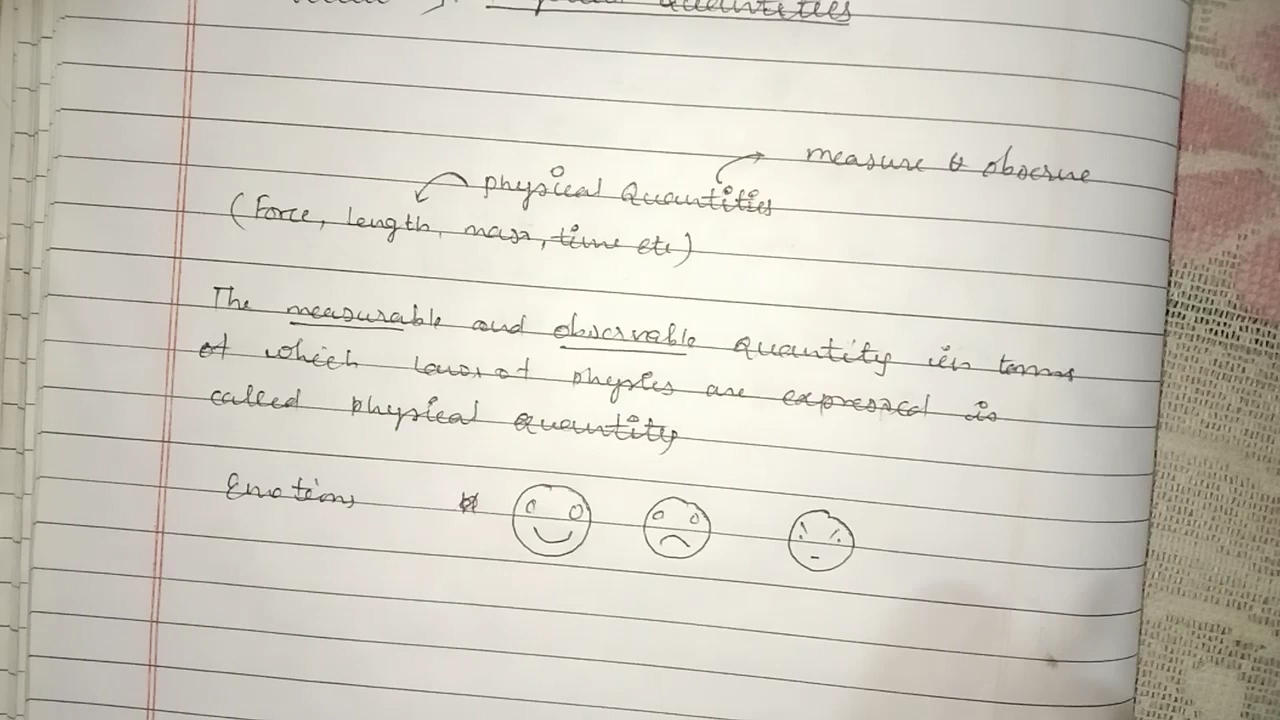 Quantities
measure & observe
physical Quantities
(Force, length, mass, time etc)
The measurable and observable quantity in terms
of which laws of physics are expressed is
called physical quantity
Emotions